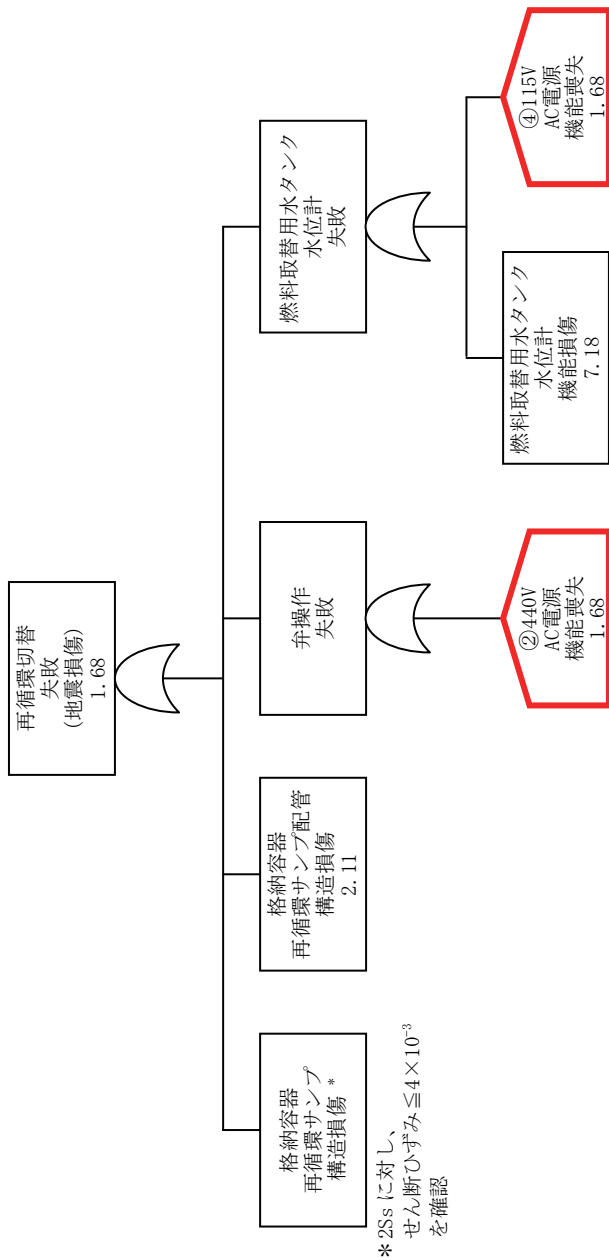 再循環切替
失敗
(地震損傷)
1.68
格納容器
再循環サンプ
構造損傷 *
格納容器
再循環サンプ配管
構造損傷
2.11
弁操作
失敗
燃料取替用水タンク
水位計
失敗
②440V
AC電源
機能喪失
1.68
燃料取替用水タンク
水位計
機能損傷
7.18
④115V
AC電源
機能喪失
1.68
*2Ss に対し、
せん断ひずみ≦4×10⁻³
を確認